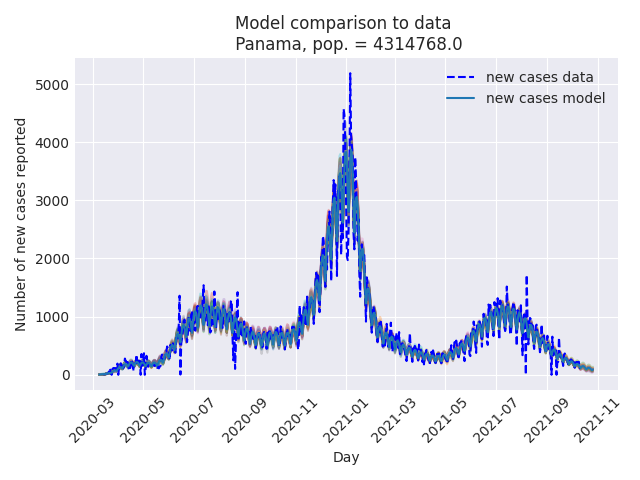 Model comparison to data
Panama, pop. = 4314768.0
new cases data
new cases model
Number of new cases reported
5000
4000
3000
2000
1000
0
2020-03
2020-05
2020-07
2020-09
2020-11
2021-01
2021-03
2021-05
2021-07
2021-09
2021-11
Day